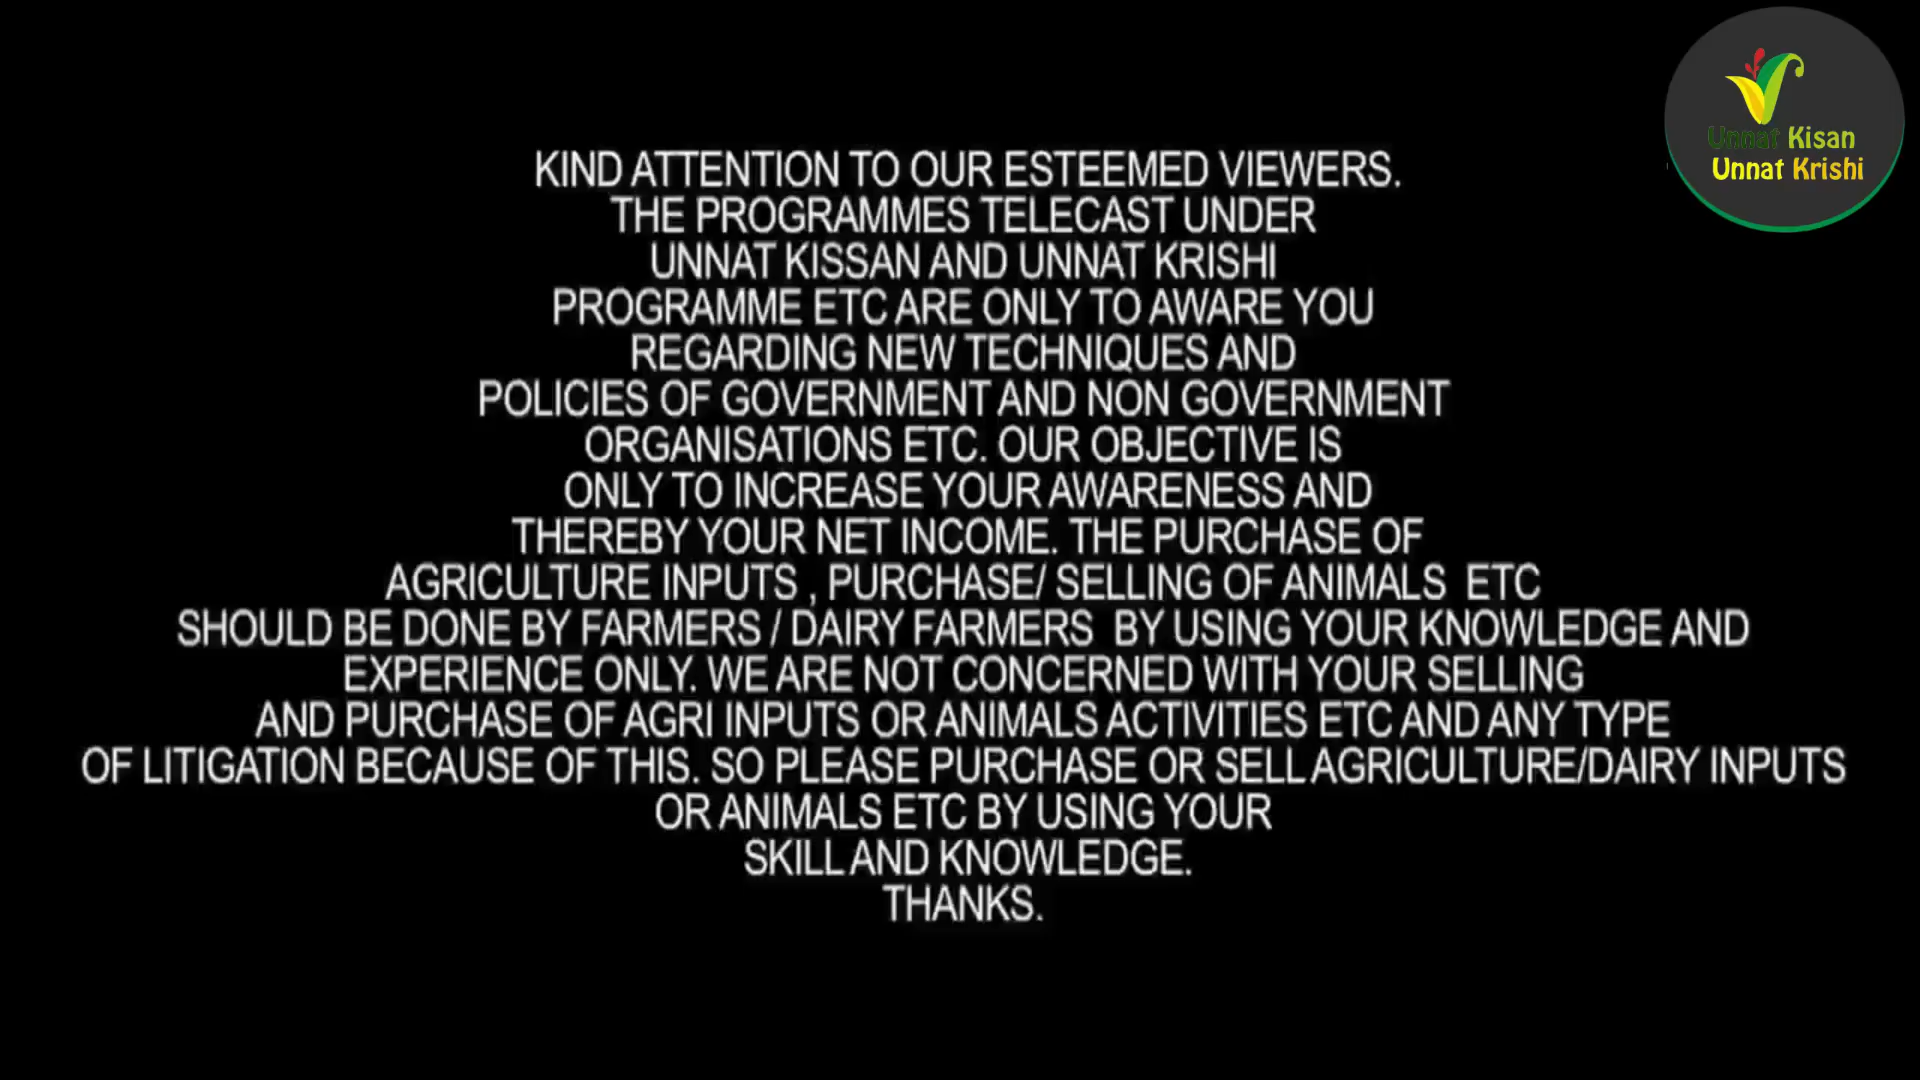 Unnat Kisan
Unnat Krishi
KIND ATTENTION TO OUR ESTEEMED VIEWERS.
THE PROGRAMMES TELECAST UNDER
UNNAT KISSAN AND UNNAT KRISHI
PROGRAMME ETC ARE ONLY TO AWARE YOU
REGARDING NEW TECHNIQUES AND
POLICIES OF GOVERNMENT AND NON GOVERNMENT
ORGANISATIONS ETC. OUR OBJECTIVE IS
ONLY TO INCREASE YOUR AWARENESS AND
THEREBY YOUR NET INCOME. THE PURCHASE OF
AGRICULTURE INPUTS , PURCHASE/ SELLING OF ANIMALS ETC
SHOULD BE DONE BY FARMERS / DAIRY FARMERS BY USING YOUR KNOWLEDGE AND
EXPERIENCE ONLY. WE ARE NOT CONCERNED WITH YOUR SELLING
AND PURCHASE OF AGRI INPUTS OR ANIMALS ACTIVITIES ETC AND ANY TYPE
OF LITIGATION BECAUSE OF THIS. SO PLEASE PURCHASE OR SELL AGRICULTURE/DAIRY INPUTS
OR ANIMALS ETC BY USING YOUR
SKILL AND KNOWLEDGE.
THANKS.